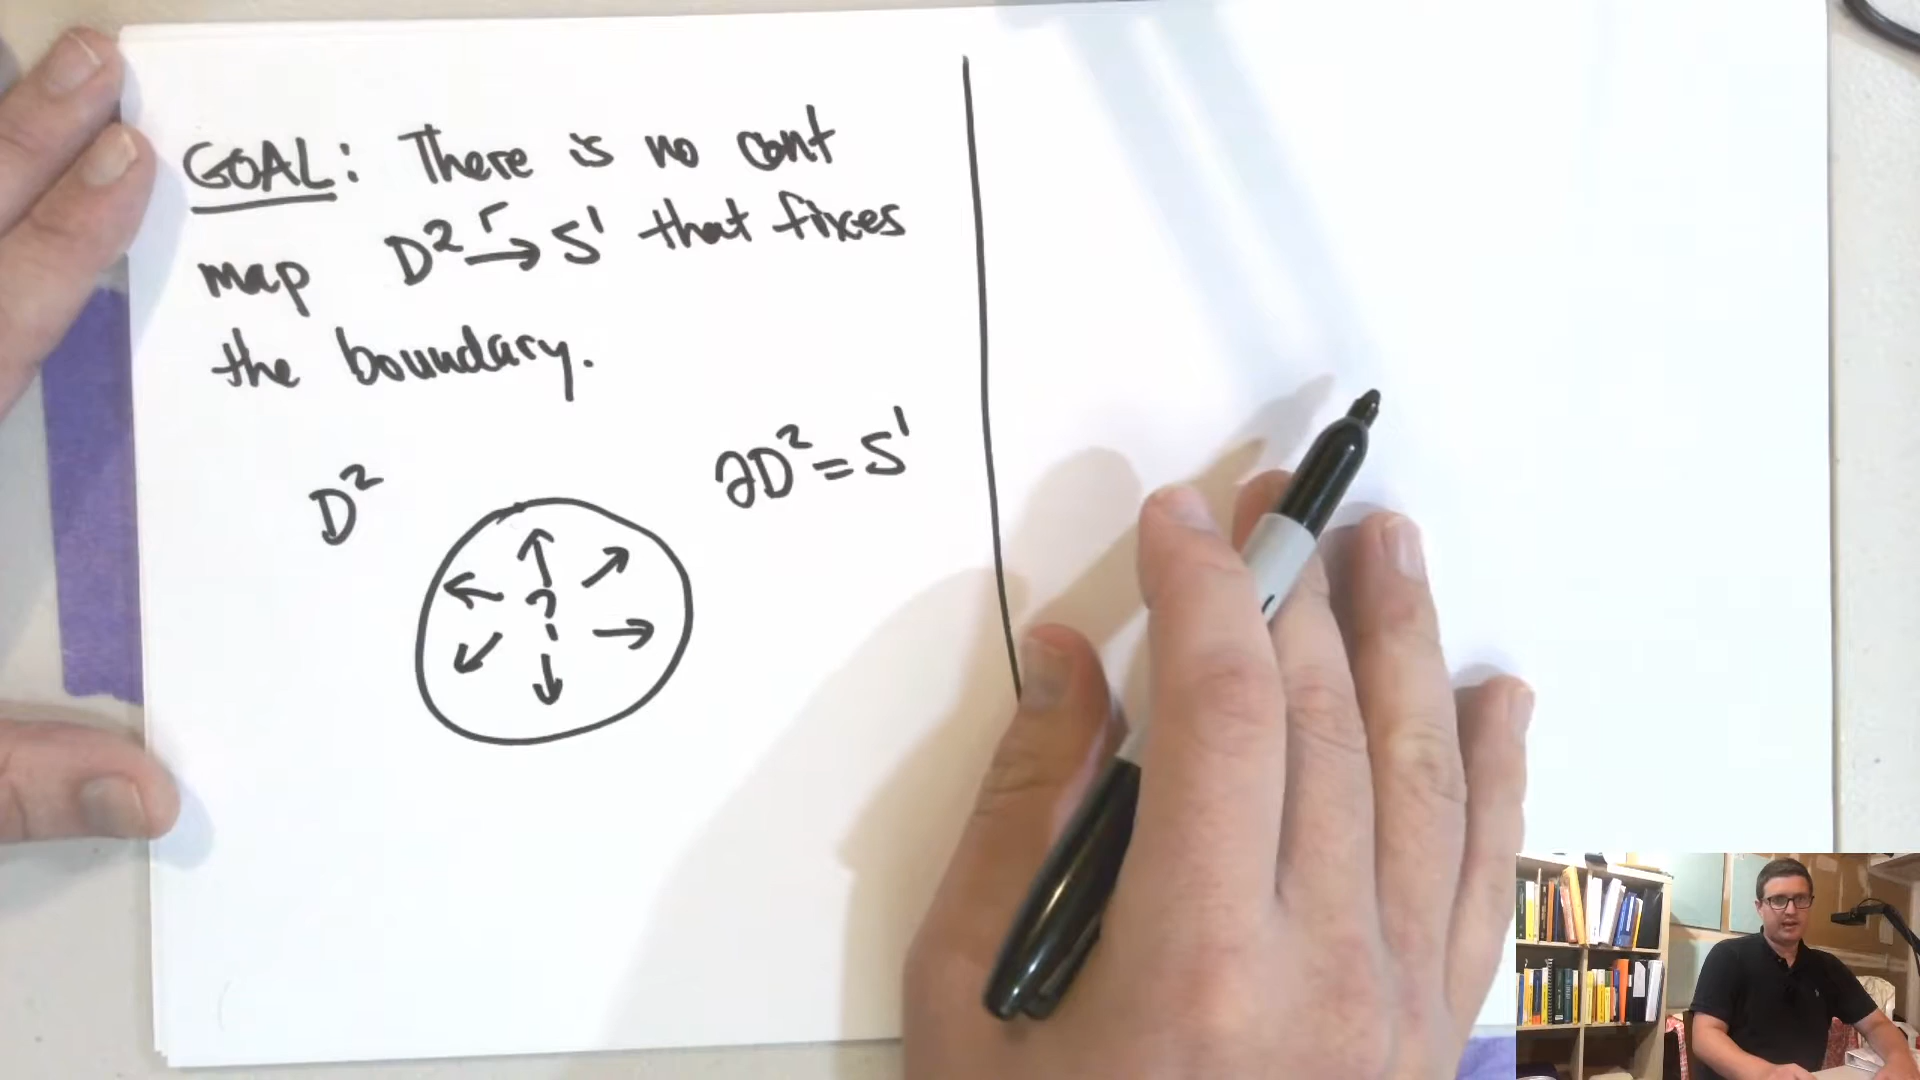 GOAL: There is no cont
map D² →r S¹ that fixes
the boundary.
D²
∂D² = S¹
?